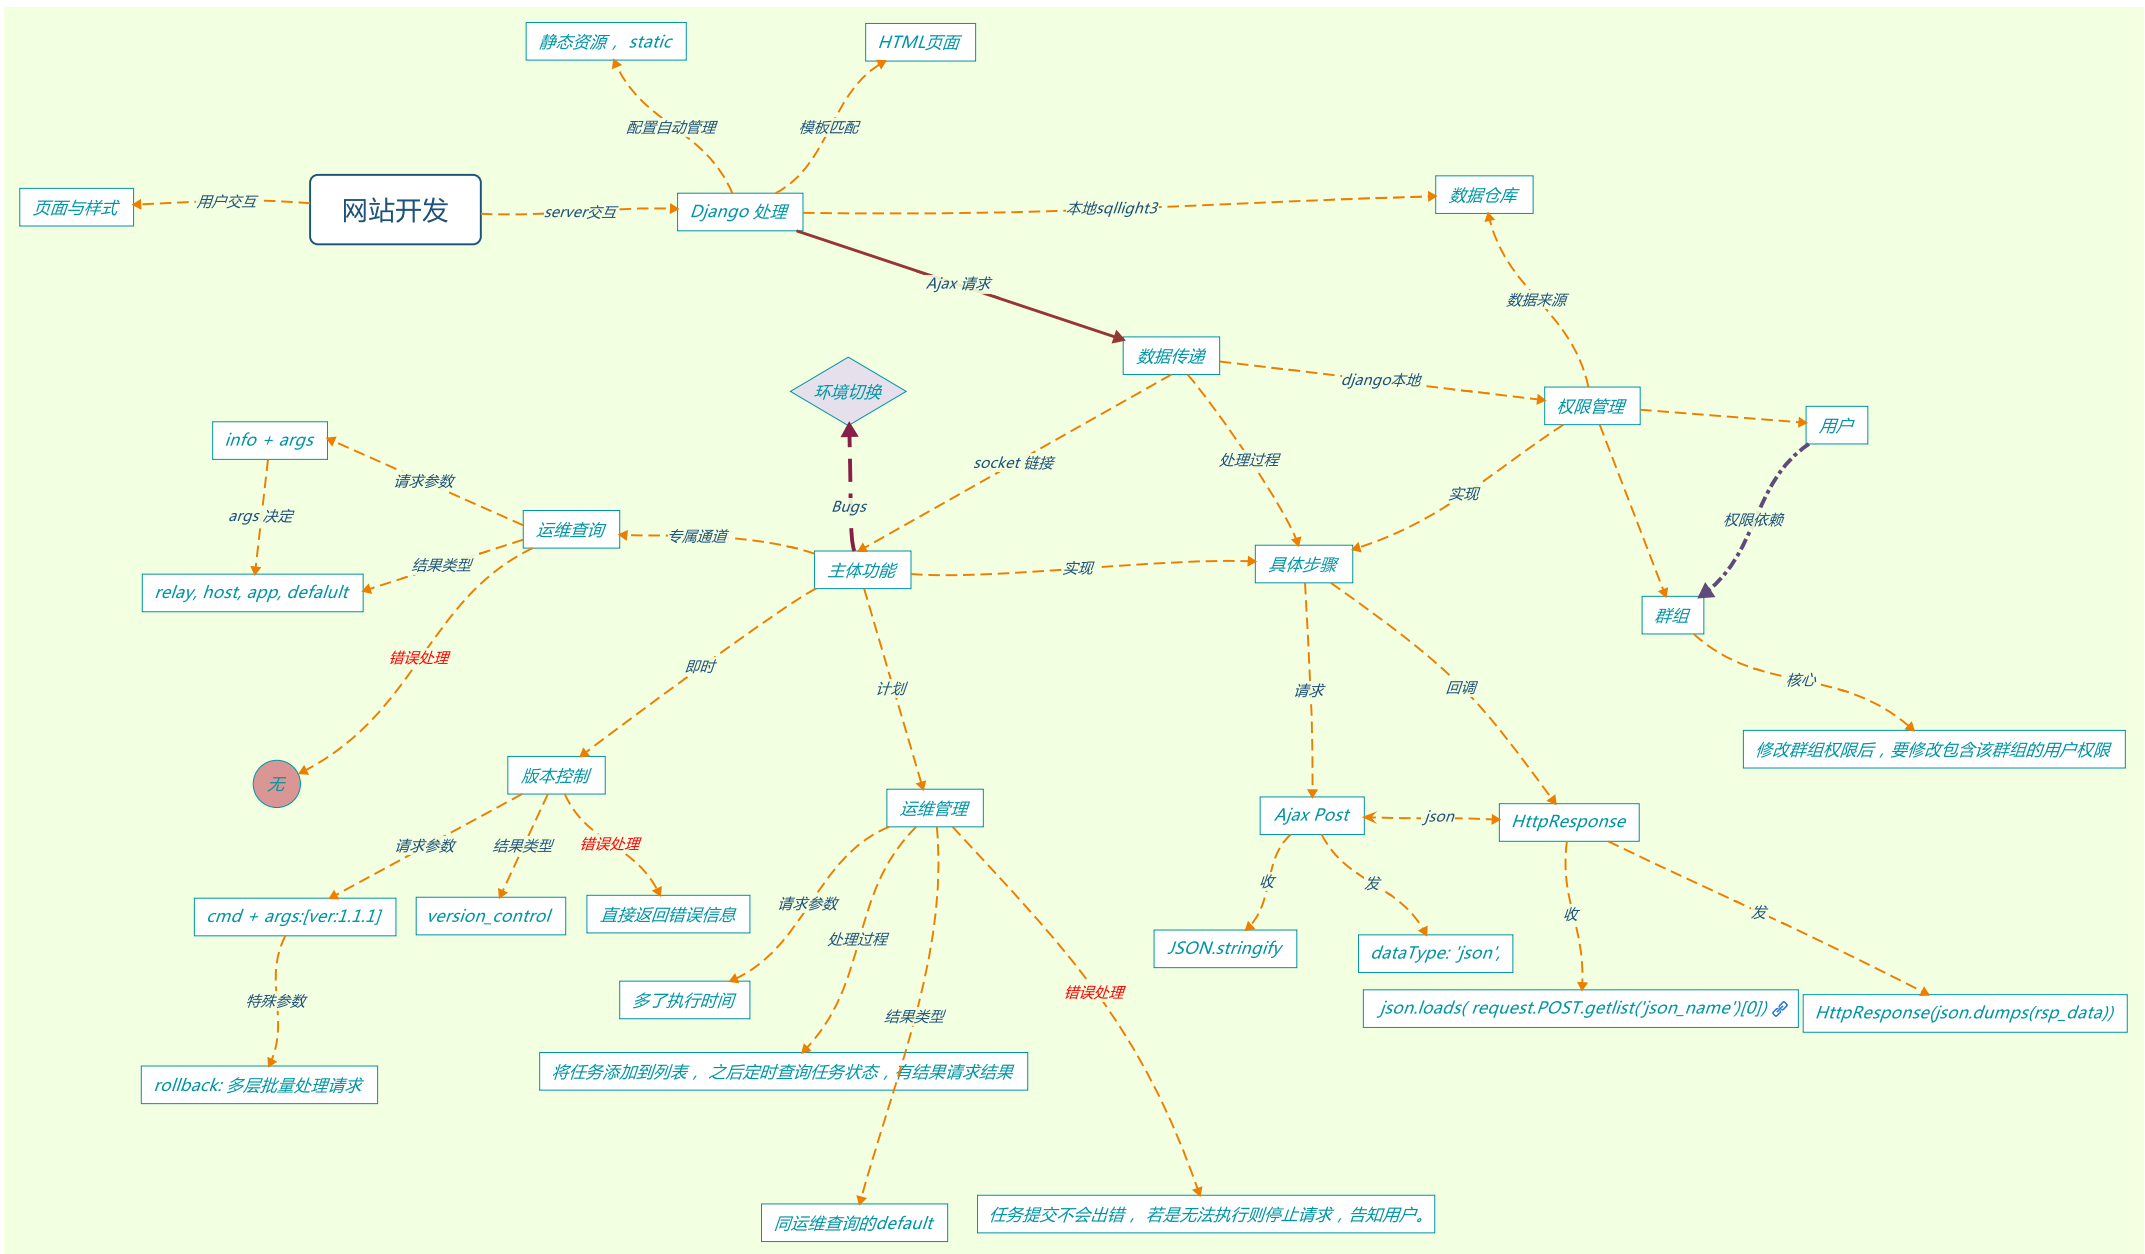 静态资源， static
HTML页面
配置自动管理
模板匹配
页面与样式
用户交互
网站开发
server交互
Django 处理
本地sqllight3
数据仓库
Ajax 请求
数据来源
数据传递
环境切换
django本地
权限管理
用户
info + args
请求参数
socket 链接
处理过程
实现
args 决定
Bugs
权限依赖
运维查询
专属通道
结果类型
主体功能
实现
具体步骤
relay, host, app, defalult
群组
错误处理
即时
计划
请求
回调
核心
修改群组权限后，要修改包含该群组的用户权限
无
版本控制
运维管理
Ajax Post
json
HttpResponse
请求参数
结果类型
错误处理
请求参数
收
发
收
发
cmd + args:[ver:1.1.1]
version_control
直接返回错误信息
处理过程
JSON.stringify
dataType: 'json',
特殊参数
多了执行时间
结果类型
错误处理
json.loads( request.POST.getlist('json_name')[0])
HttpResponse(json.dumps(rsp_data))
rollback: 多层批量处理请求
将任务添加到列表， 之后定时查询任务状态，有结果请求结果
同运维查询的default
任务提交不会出错， 若是无法执行则停止请求，告知用户。